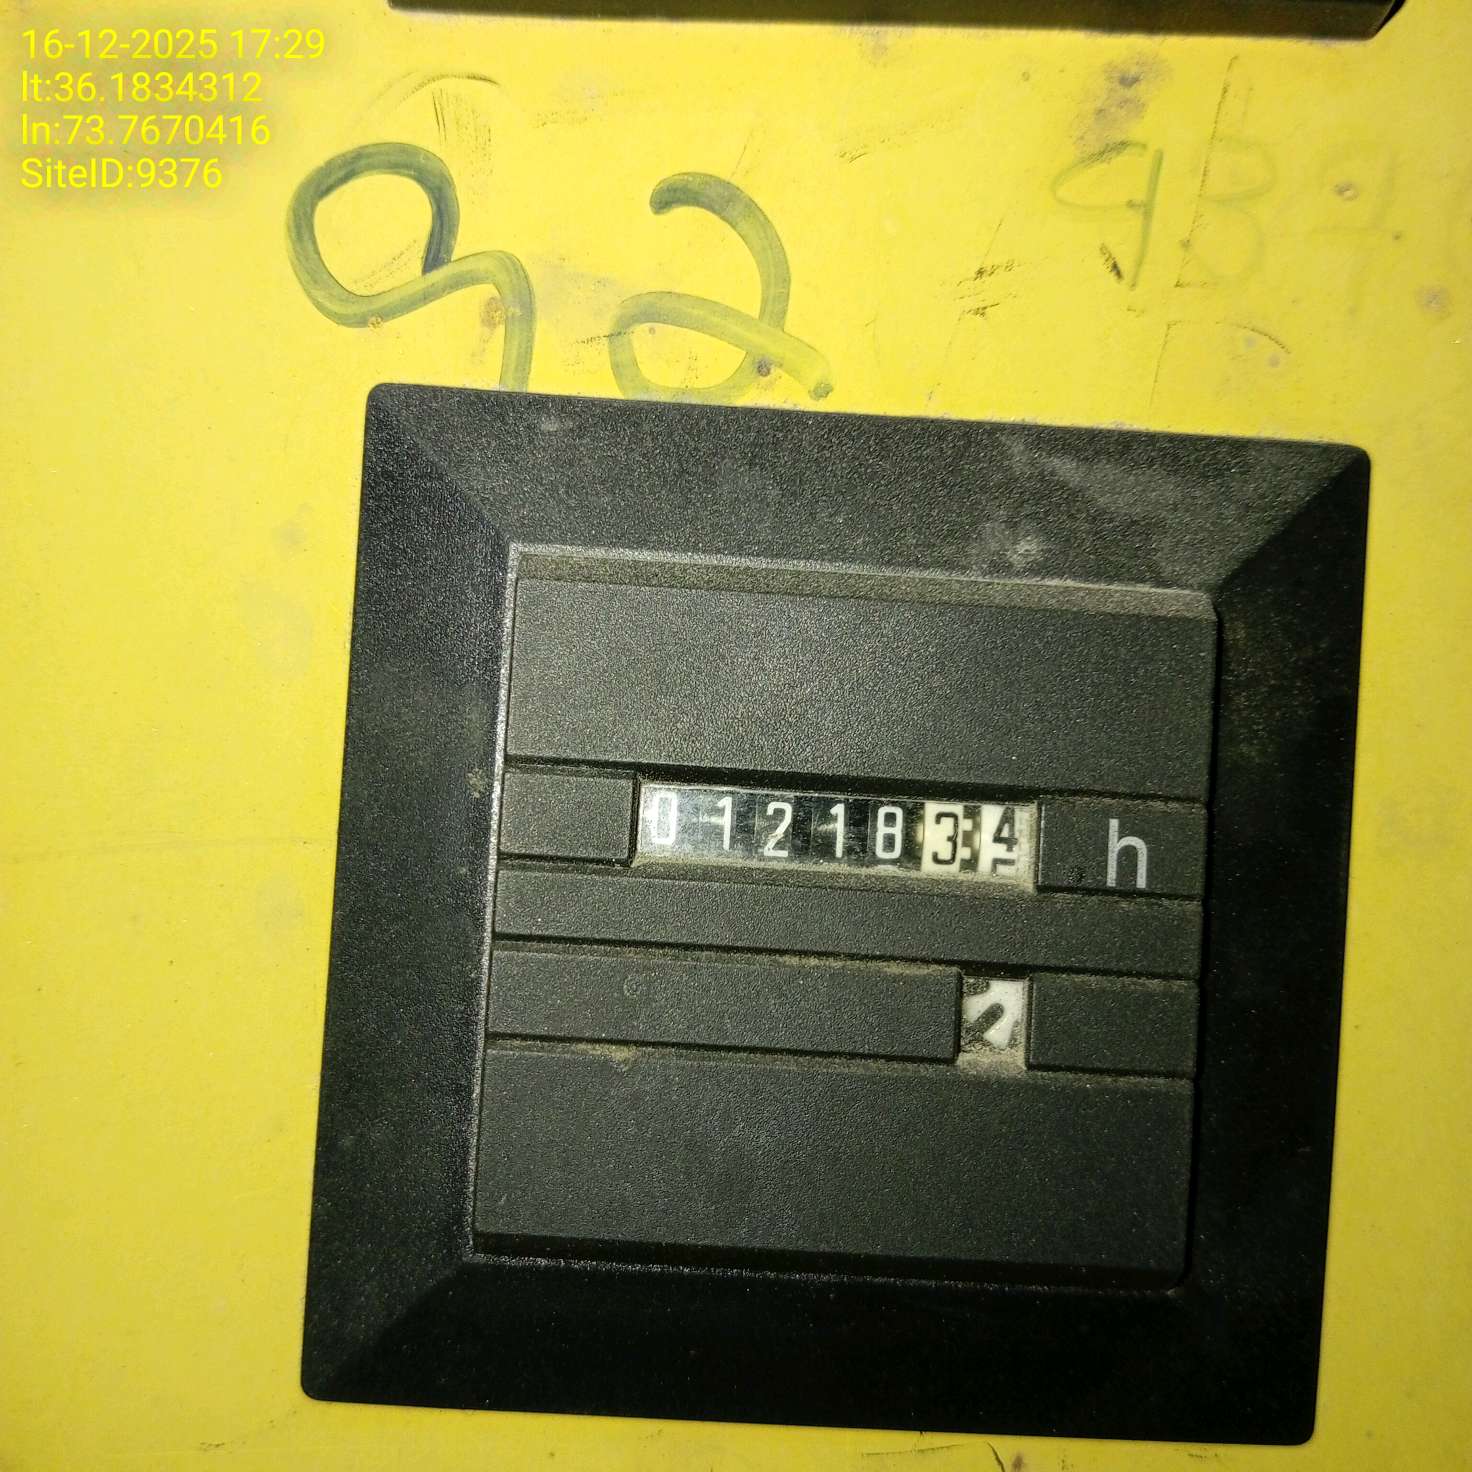 16-12-2025 17:29
lt:36.1834312
ln:73.7670416
SiteID:9376
92
0121834 h